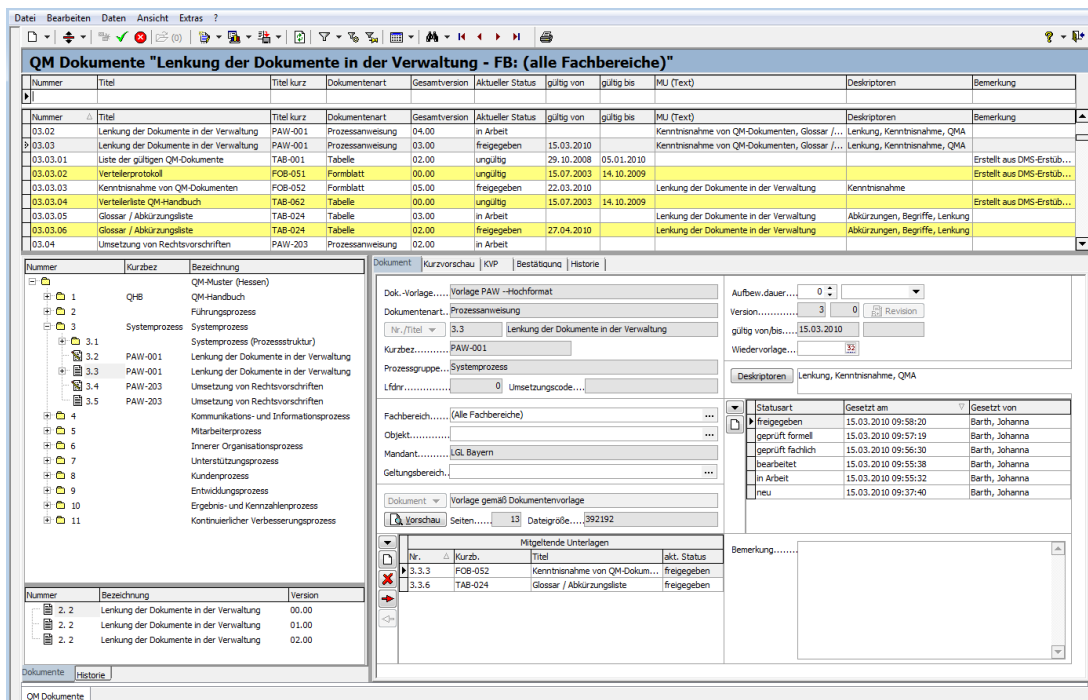 Datei Bearbeiten Daten Ansicht Extras ?
(0)
QM Dokumente "Lenkung der Dokumente in der Verwaltung - FB: (alle Fachbereiche)"
Nummer Titel Titel kurz Dokumentenart Gesamtversion Aktueller Status gültig von gültig bis MU (Text) Deskriptoren Bemerkung
Nummer Titel Titel kurz Dokumentenart Gesamtversion Aktueller Status gültig von gültig bis MU (Text) Deskriptoren Bemerkung
03.02 Lenkung der Dokumente in der Verwaltung PAW-001 Prozessanweisung 04.00 in Arbeit Kenntnisnahme von QM-Dokumenten, Glossar /... Lenkung, Kenntnisnahme, QMA
03.03 Lenkung der Dokumente in der Verwaltung PAW-001 Prozessanweisung 03.00 freigegeben 15.03.2010 Kenntnisnahme von QM-Dokumenten, Glossar /... Lenkung, Kenntnisnahme, QMA
03.03.01 Liste der gültigen QM-Dokumente TAB-001 Tabelle 02.00 ungültig 29.10.2008 05.01.2010 Erstellt aus DMS-Erstüb...
03.03.02 Verteilerprotokoll FOB-051 Formblatt 00.00 ungültig 15.07.2003 14.10.2009 Erstellt aus DMS-Erstüb...
03.03.03 Kenntnisnahme von QM-Dokumenten FOB-052 Formblatt 05.00 freigegeben 22.03.2010 Lenkung der Dokumente in der Verwaltung Kenntnisnahme
03.03.04 Verteilerliste QM-Handbuch TAB-062 Formblatt 00.00 ungültig 15.07.2003 14.10.2009 Erstellt aus DMS-Erstüb...
03.03.05 Glossar / Abkürzungsliste TAB-024 Tabelle 03.00 in Arbeit Lenkung der Dokumente in der Verwaltung Abkürzungen, Begriffe, Lenkung
03.03.06 Glossar / Abkürzungsliste TAB-024 Tabelle 02.00 freigegeben 27.04.2010 Lenkung der Dokumente in der Verwaltung Abkürzungen, Begriffe, Lenkung
03.04 Umsetzung von Rechtsvorschriften PAW-203 Prozessanweisung 02.00 in Arbeit
Nummer Kurzbez Bezeichnung
QM-Muster (Hessen)
1 QHB QM-Handbuch
2 Führungsprozess
3 Systemprozess Systemprozess
3.1 Systemprozess (Prozessstruktur)
3.2 PAW-001 Lenkung der Dokumente in der Verwaltung
3.3 PAW-001 Lenkung der Dokumente in der Verwaltung
3.4 PAW-203 Umsetzung von Rechtsvorschriften
3.5 PAW-203 Umsetzung von Rechtsvorschriften
4 Kommunikations- und Informationsprozess
5 Mitarbeiterprozess
6 Innerer Organisationsprozess
7 Unterstützungsprozess
8 Kundenprozess
9 Entwicklungsprozess
10 Ergebnis- und Kennzahlenprozess
11 Kontinuierlicher Verbesserungsprozess
Nummer Bezeichnung Version
2. 2 Lenkung der Dokumente in der Verwaltung 00.00
2. 2 Lenkung der Dokumente in der Verwaltung 01.00
2. 2 Lenkung der Dokumente in der Verwaltung 02.00
Dokumente Historie
QM Dokumente
Dokument Kurzvorschau KVP Bestätigung Historie
Dok.-Vorlage..... Vorlage PAW --Hochformat
Dokumentenart.. Prozessanweisung
Nr./Titel 3.3 Lenkung der Dokumente in der Verwaltung
Kurzbez.......... PAW-001
Prozessgruppe... Systemprozess
Lfdnr............... 0 Umsetzungscode....
Fachbereich...... (Alle Fachbereiche) ...
Objekt............. ...
Mandant.......... LGL Bayern
Geltungsbereich.. ...
Dokument Vorlage gemäß Dokumentenvorlage
Vorschau Seiten...... 13 Dateigröße..... 392192
Mitgeltende Unterlagen
Nr. Kurzb. Titel akt. Status
3.3.3 FOB-052 Kenntnisnahme von QM-Dokum... freigegeben
3.3.6 TAB-024 Glossar / Abkürzungsliste freigegeben
Aufbew.dauer.... 0
Version............ 3 0 Revision
gültig von/bis..... 15.03.2010
Wiedervorlage... 32
Deskriptoren Lenkung, Kenntnisnahme, QMA
Statusart Gesetzt am Gesetzt von
freigegeben 15.03.2010 09:58:20 Barth, Johanna
geprüft formell 15.03.2010 09:57:19 Barth, Johanna
geprüft fachlich 15.03.2010 09:56:30 Barth, Johanna
bearbeitet 15.03.2010 09:55:38 Barth, Johanna
in Arbeit 15.03.2010 09:55:32 Barth, Johanna
neu 15.03.2010 09:37:40 Barth, Johanna
Bemerkung.......